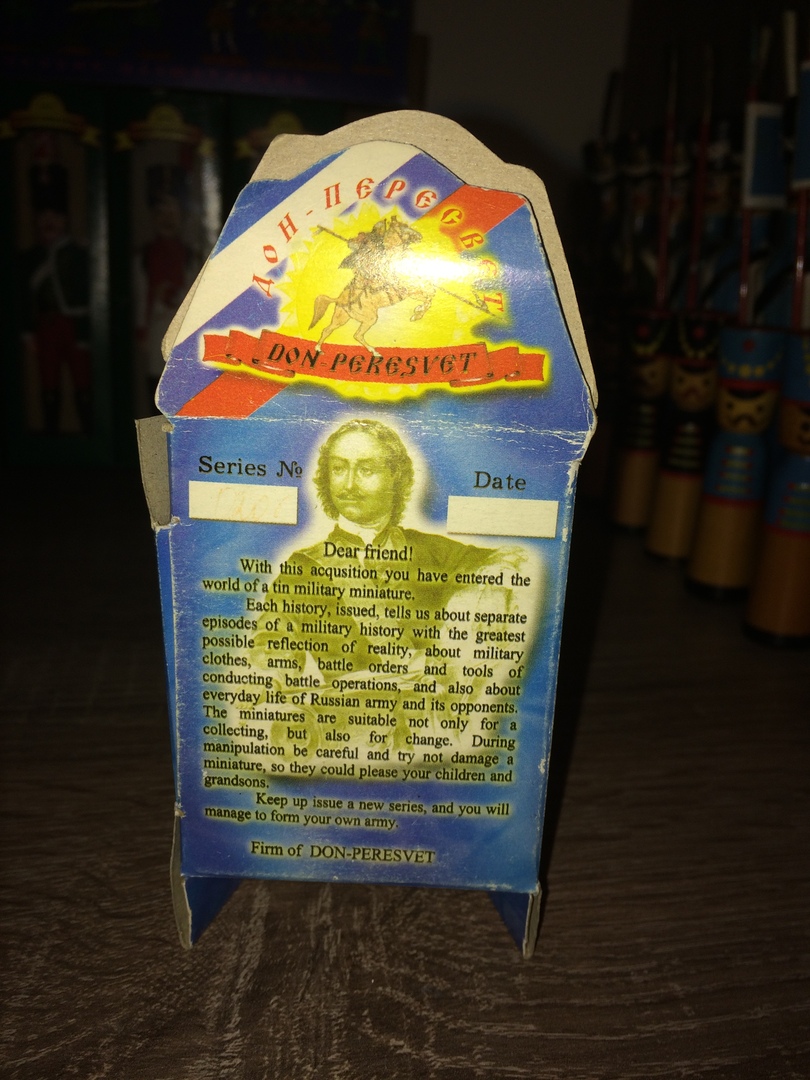 ДОН-ПЕРЕСВЕТ
DON-PERESVET
Series №
Date
Dear friend!
With this acqusition you have entered the
world of a tin military miniature.
Each history, issued, tells us about separate
episodes of a military history with the greatest
possible reflection of reality, about military
clothes, arms, battle orders and tools of
conducting battle operations, and also about
everyday life of Russian army and its opponents.
The miniatures are suitable not only for a
collecting, but also for change. During
manipulation be careful and try not damage a
miniature, so they could please your children and
grandsons.
Keep up issue a new series, and you will
manage to form your own army.
Firm of DON-PERESVET